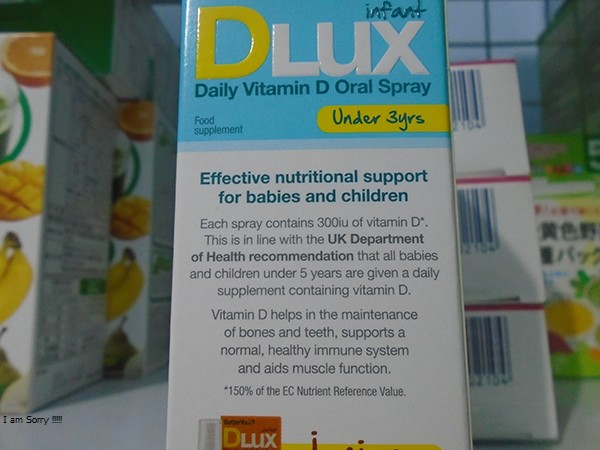 infant
DLUX
Daily Vitamin D Oral Spray
Food
supplement
Under 3yrs
Effective nutritional support
for babies and children
Each spray contains 300iu of vitamin D*.
This is in line with the UK Department
of Health recommendation that all babies
and children under 5 years are given a daily
supplement containing vitamin D.
Vitamin D helps in the maintenance
of bones and teeth, supports a
normal, healthy immune system
and aids muscle function.
*150% of the EC Nutrient Reference Value.
DLUX
黄色野
I am Sorry !!!!!